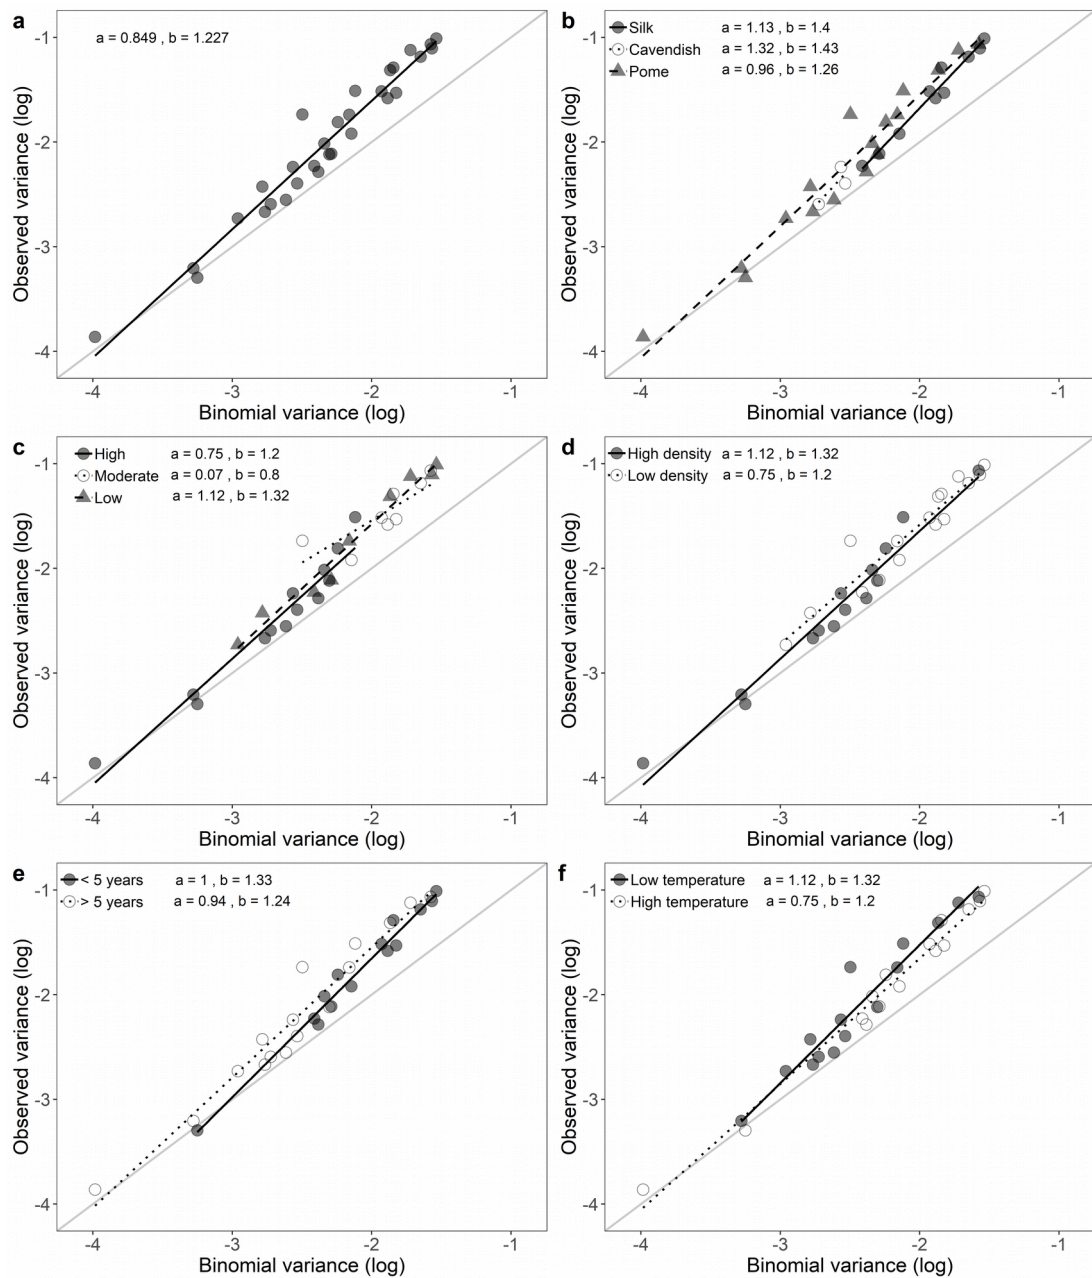 a
a = 0.849 , b = 1.227
-1
-2
-3
-4
Observed variance (log)
-4 -3 -2 -1
Binomial variance (log)
b
Silk a = 1.13 , b = 1.4
Cavendish a = 1.32 , b = 1.43
Pome a = 0.96 , b = 1.26
-1
-2
-3
-4
Observed variance (log)
-4 -3 -2 -1
Binomial variance (log)
c
High a = 0.75 , b = 1.2
Moderate a = 0.07 , b = 0.8
Low a = 1.12 , b = 1.32
-1
-2
-3
-4
Observed variance (log)
-4 -3 -2 -1
Binomial variance (log)
d
High density a = 1.12 , b = 1.32
Low density a = 0.75 , b = 1.2
-1
-2
-3
-4
Observed variance (log)
-4 -3 -2 -1
Binomial variance (log)
e
< 5 years a = 1 , b = 1.33
> 5 years a = 0.94 , b = 1.24
-1
-2
-3
-4
Observed variance (log)
-4 -3 -2 -1
Binomial variance (log)
f
Low temperature a = 1.12 , b = 1.32
High temperature a = 0.75 , b = 1.2
-1
-2
-3
-4
Observed variance (log)
-4 -3 -2 -1
Binomial variance (log)